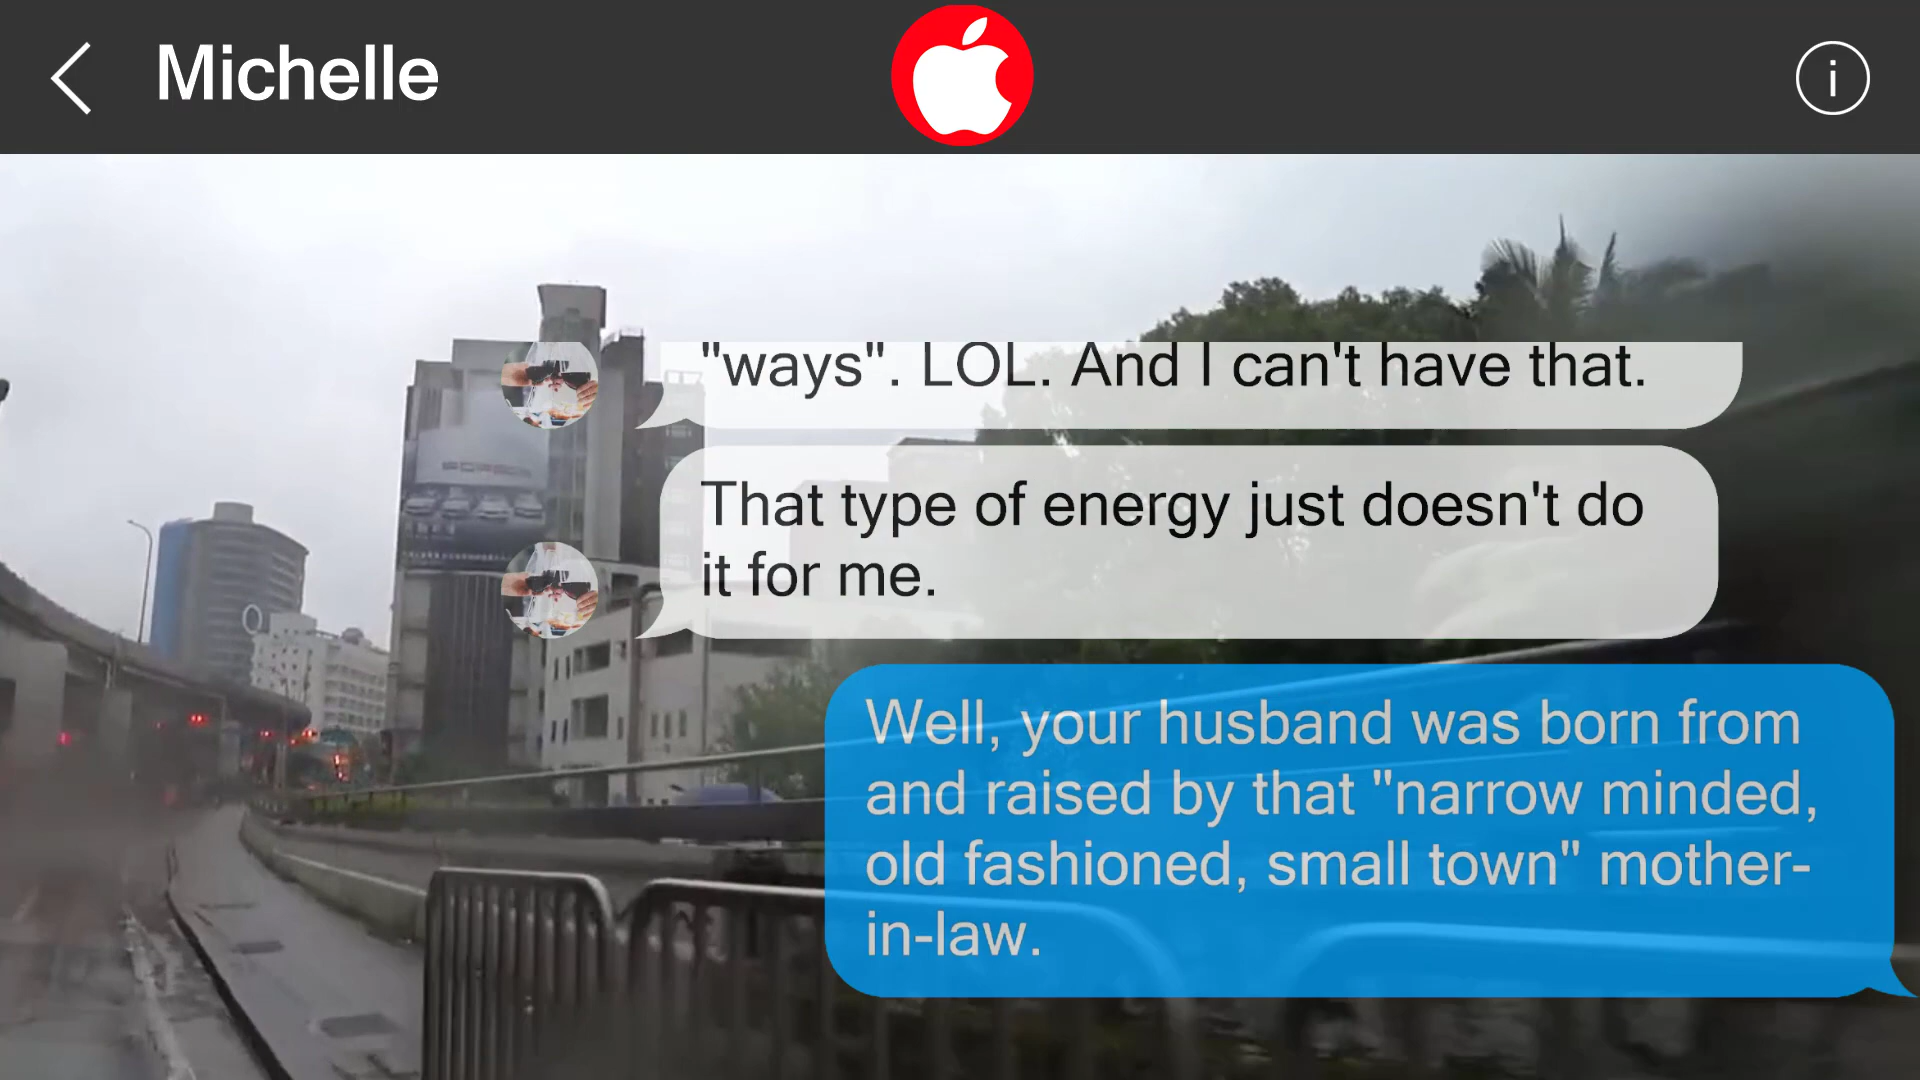 Michelle
i
"ways". LOL. And I can't have that.
That type of energy just doesn't do
it for me.
Well, your husband was born from
and raised by that "narrow minded,
old fashioned, small town" mother-
in-law.